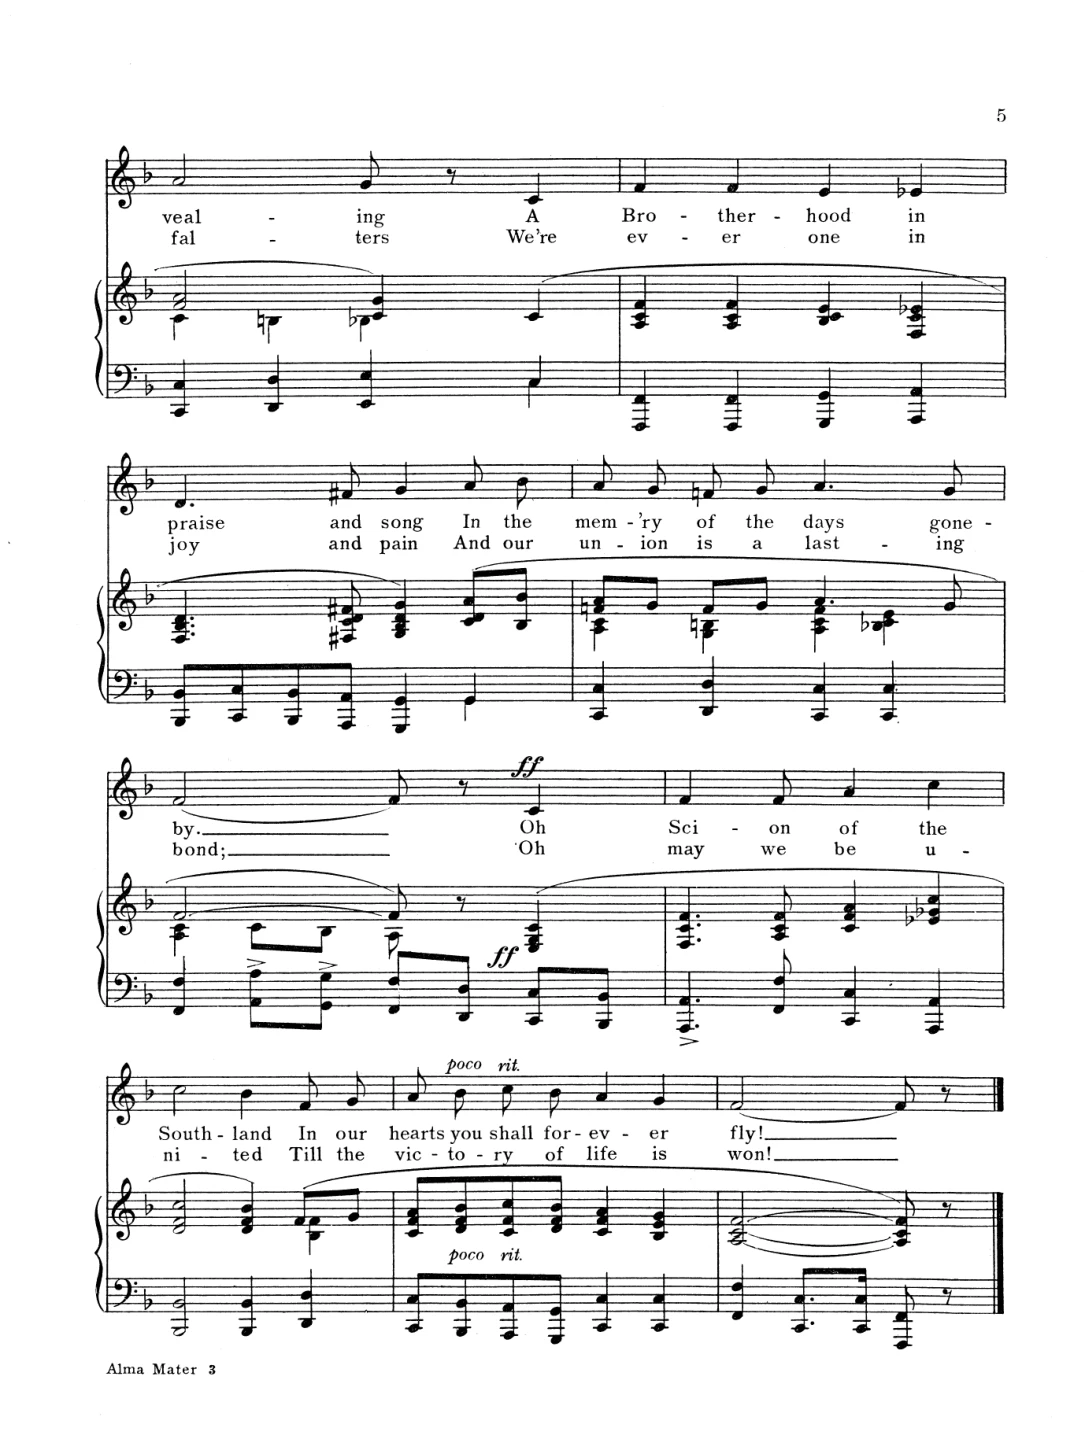 5
veal - ing A Bro - ther - hood in
fal - ters We're ev - er one in
praise and song In the mem - 'ry of the days gone -
joy and pain And our un - ion is a last - ing
ff
by. Oh Sci - on of the
bond; Oh may we be u -
ff
poco rit.
South - land In our hearts you shall for - ev - er fly!
ni - ted Till the vic - to - ry of life is won!
poco rit.
Alma Mater 3